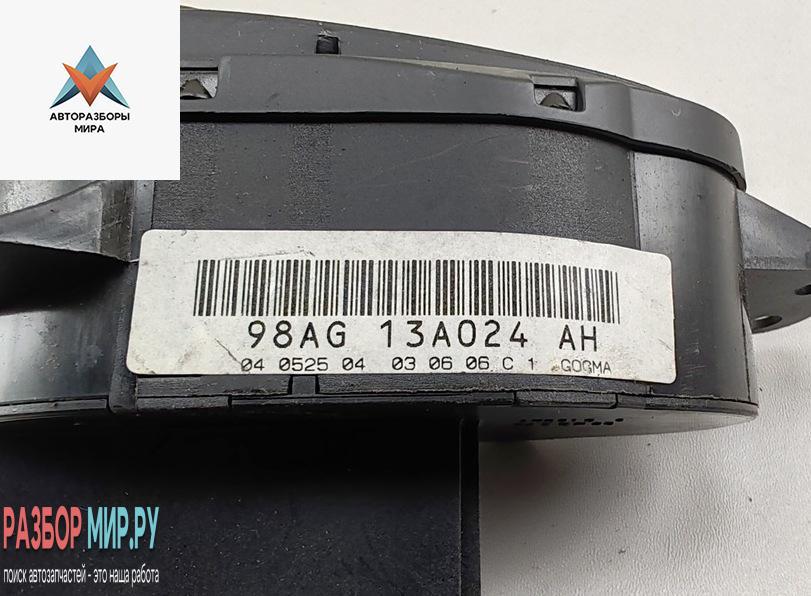 АВТОРАЗБОРЫ
МИРА
98AG 13A024 AH
04 0525 04 03 06 06 C 1 GOGMA
РАЗБОР МИР.РУ
поиск автозапчастей - это наша работа